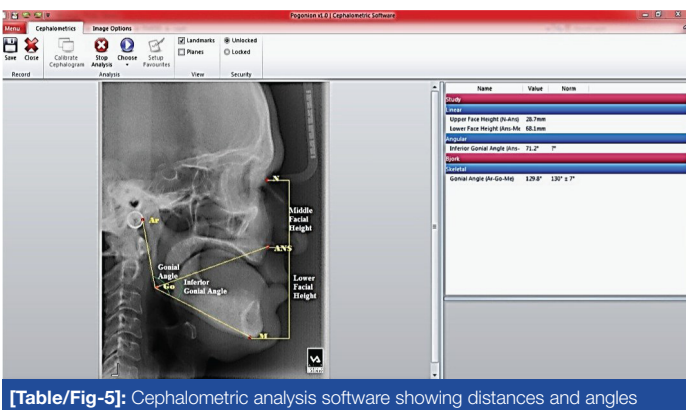 Pogonion v1.0 | Cephalometric Software
Menu Cephalometrics Image Options
Save Close
Calibrate Cephalogram
Stop Analysis
Choose
Setup Favourites
Landmarks
Planes
Unlocked
Locked
Record Analysis View Security
Name Value Norm
Study
Linear
Upper Face Height (N-Ans) 28.7mm
Lower Face Height (Ans-Me 68.1mm
Angular
Inferior Gonial Angle (Ans- 71.2° ?°
Bjork
Skeletal
Gonial Angle (Ar-Go-Me) 129.8° 130° ± 7°
N
Middle
Facial
Height
Ar
ANS
Gonial
Angle
Go
Inferior
Gonial Angle
Lower
Facial
Height
M
[Table/Fig-5]: Cephalometric analysis software showing distances and angles